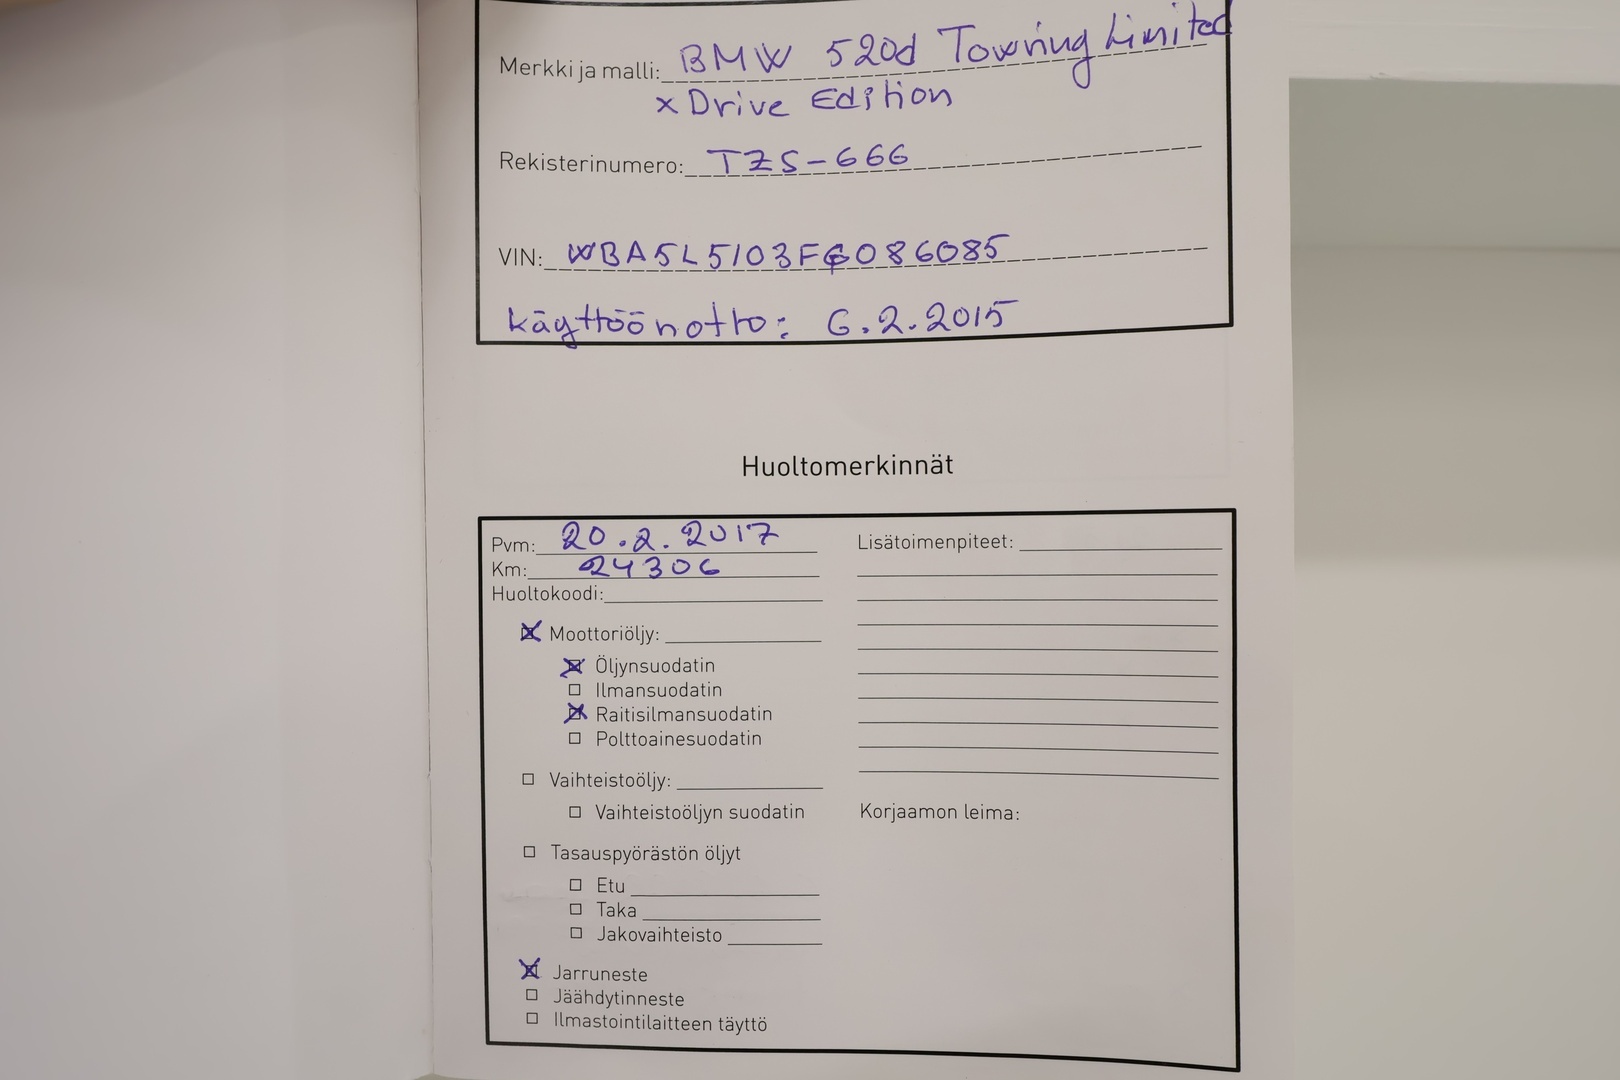 Merkki ja malli: BMW 520d Touring Limited
xDrive Edition
Rekisterinumero: TZS-666
VIN: WBA5L5103FG086085
Käyttöönotto: 6.2.2015
Huoltomerkinnät
Pvm: 20.2.2017
Km: 24306
Huoltokoodi:
Moottoriöljy:
Öljynsuodatin
Ilmansuodatin
Raitisilmansuodatin
Polttoainesuodatin
Vaihteistoöljy:
Vaihteistoöljyn suodatin
Tasauspyörästön öljyt
Etu
Taka
Jakovaihteisto
Jarruneste
Jäähdytinneste
Ilmastointilaitteen täyttö
Lisätoimenpiteet:
Korjaamon leima: